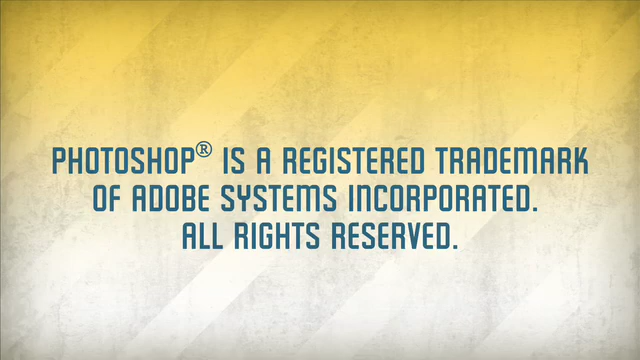 PHOTOSHOP® IS A REGISTERED TRADEMARK
OF ADOBE SYSTEMS INCORPORATED.
ALL RIGHTS RESERVED.